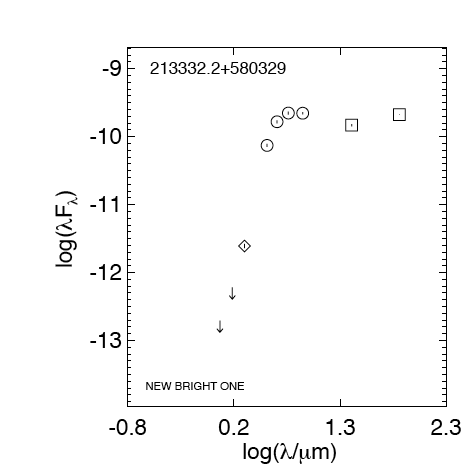 213332.2+580329
-9
-10
-11
-12
-13
log(λFλ)
NEW BRIGHT ONE
-0.8 0.2 1.3 2.3
log(λ/μm)